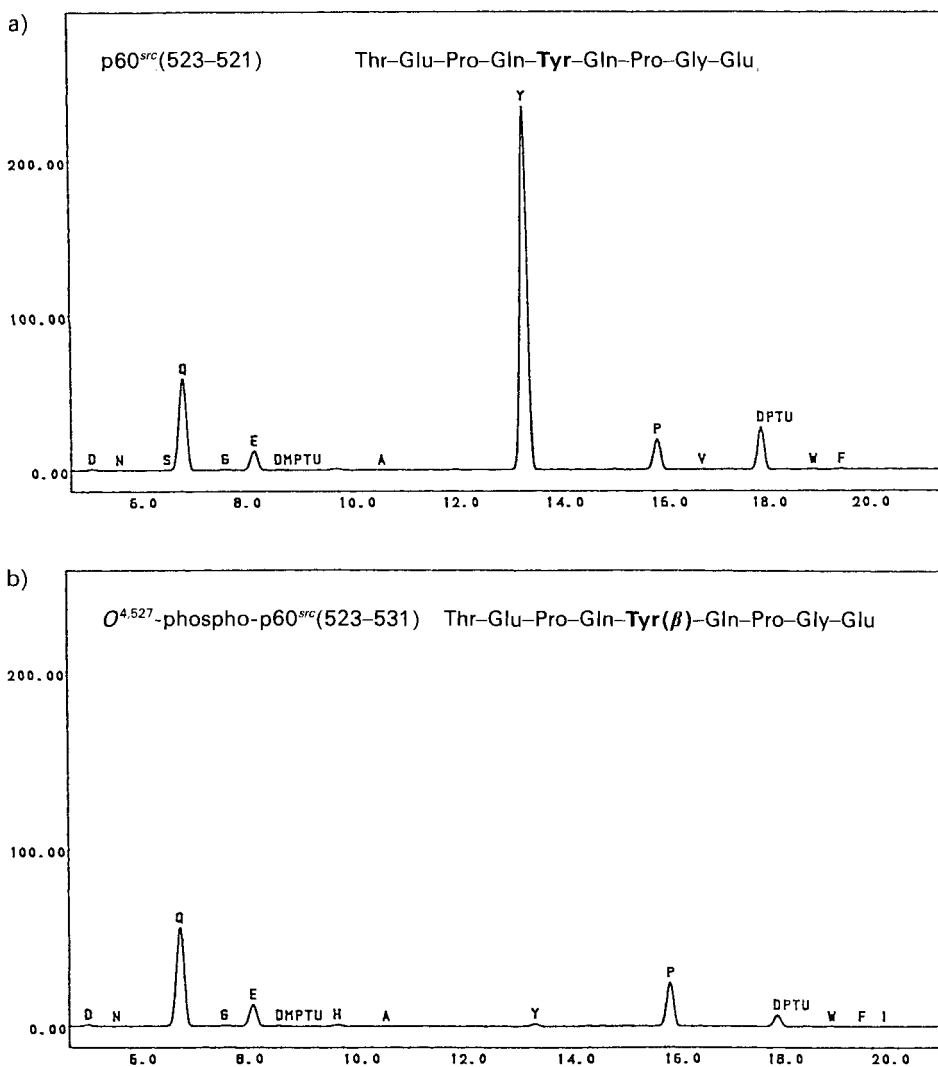 a)
p60src(523–521) Thr–Glu–Pro–Gln–Tyr–Gln–Pro–Gly–Glu
Y
200.00
100.00
Q
DPTU
P
E
D N S G DMPTU A V W F
0.00
6.0 8.0 10.0 12.0 14.0 16.0 18.0 20.0
b)
O4,527-phospho-p60src(523–531) Thr–Glu–Pro–Gln–Tyr(β)–Gln–Pro–Gly–Glu
200.00
100.00
Q
P
E
DPTU
D N G DMPTU H A Y W F I
0.00
6.0 8.0 10.0 12.0 14.0 16.0 18.0 20.0